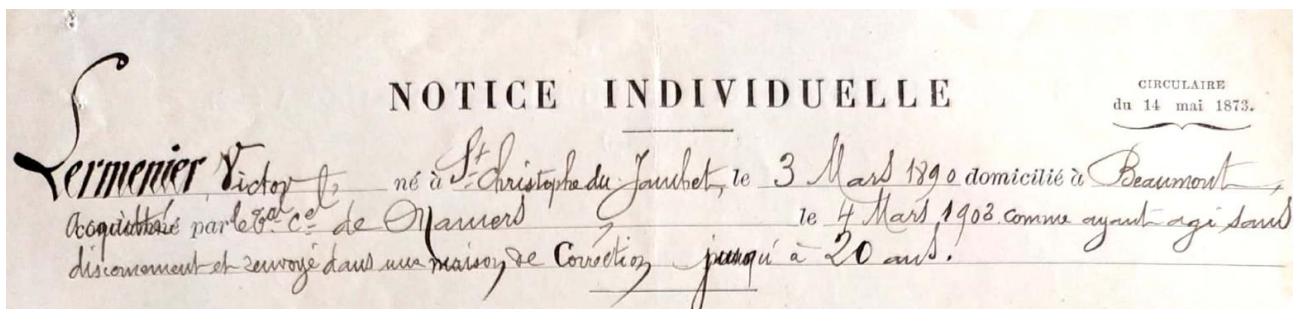 NOTICE INDIVIDUELLE
CIRCULAIRE
du 14 mai 1873.
Lermenier, Victor né à St Christophe du Jambet, le 3 Mars 1890 domicilié à Beaumont,
acquitté par le Bal Cel de Mamers le 4 Mars 1903 comme ayant agi sans
discernement et renvoyé dans une maison de Correction jusqu'à 20 ans.